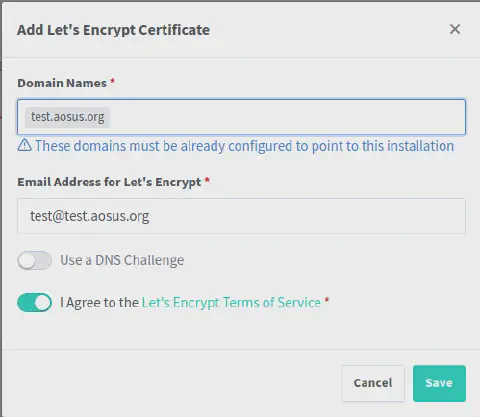 Add Let's Encrypt Certificate
Domain Names *
test.aosus.org
These domains must be already configured to point to this installation
Email Address for Let's Encrypt *
test@test.aosus.org
Use a DNS Challenge
I Agree to the Let's Encrypt Terms of Service *
Cancel Save